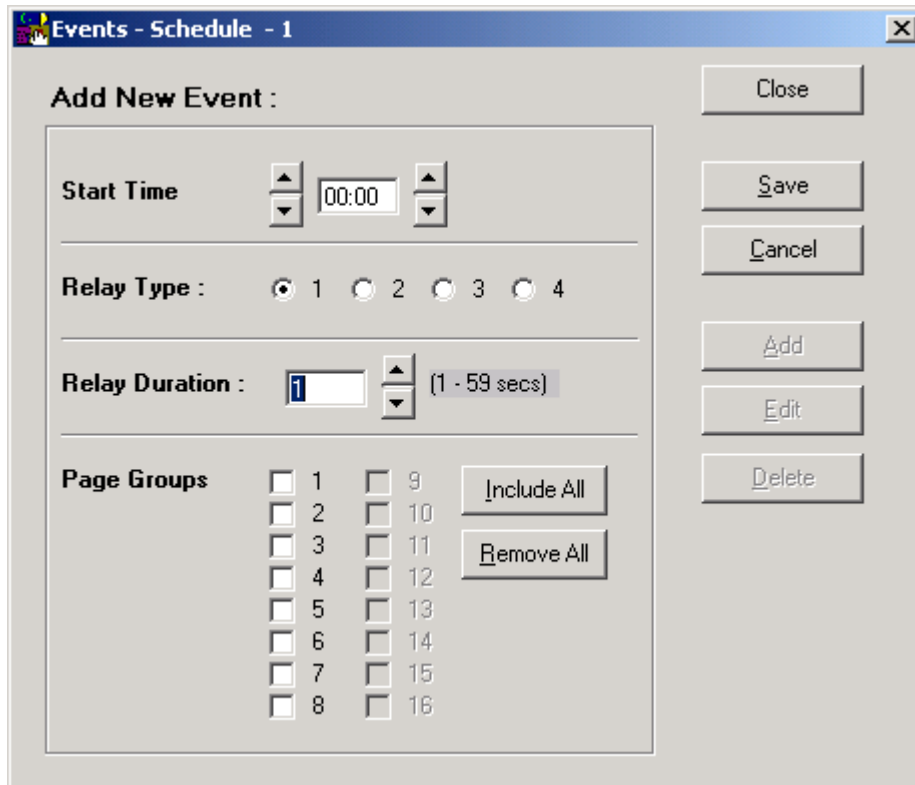 Events - Schedule - 1
Add New Event :
Close
Start Time
00:00
Save
Cancel
Relay Type :
1 2 3 4
Add
Relay Duration :
1
(1 - 59 secs)
Edit
Page Groups
Delete
1 9
Include All
2 10
3 11
Remove All
4 12
5 13
6 14
7 15
8 16